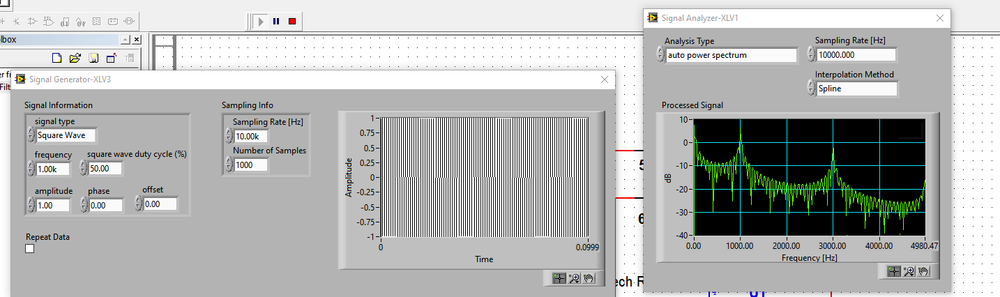 lbox
er fr
Filt
Signal Generator-XLV3
Signal Information
signal type
Square Wave
frequency
square wave duty cycle (%)
1.00k
50.00
amplitude
phase
offset
1.00
0.00
0.00
Repeat Data
Sampling Info
Sampling Rate [Hz]
10.00k
Number of Samples
1000
Amplitude
1
0.75
0.5
0.25
0
-0.25
-0.5
-0.75
-1
0
0.0999
Time
5
6
ech R
U1
Signal Analyzer-XLV1
Analysis Type
auto power spectrum
Sampling Rate [Hz]
10000.000
Interpolation Method
Spline
Processed Signal
dB
10
0
-10
-20
-30
-40
0.00
1000.00
2000.00
3000.00
4000.00
4980.47
Frequency [Hz]